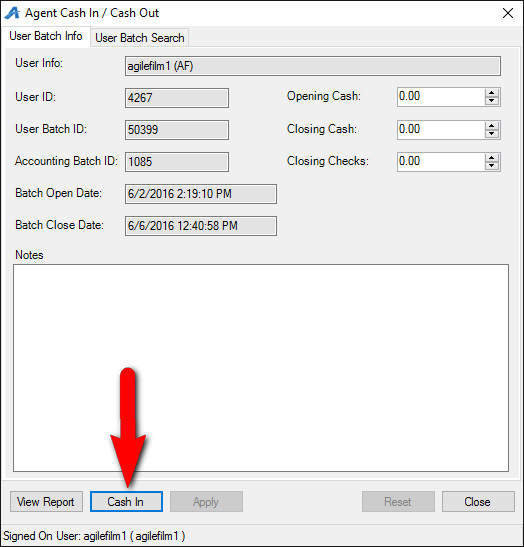 Agent Cash In / Cash Out
User Batch Info User Batch Search
User Info: agilefilm1 (AF)
User ID: 4267 Opening Cash: 0.00
User Batch ID: 50399 Closing Cash: 0.00
Accounting Batch ID: 1085 Closing Checks: 0.00
Batch Open Date: 6/2/2016 2:19:10 PM
Batch Close Date: 6/6/2016 12:40:58 PM
Notes
View Report Cash In Apply Reset Close
Signed On User: agilefilm1 ( agilefilm1 )